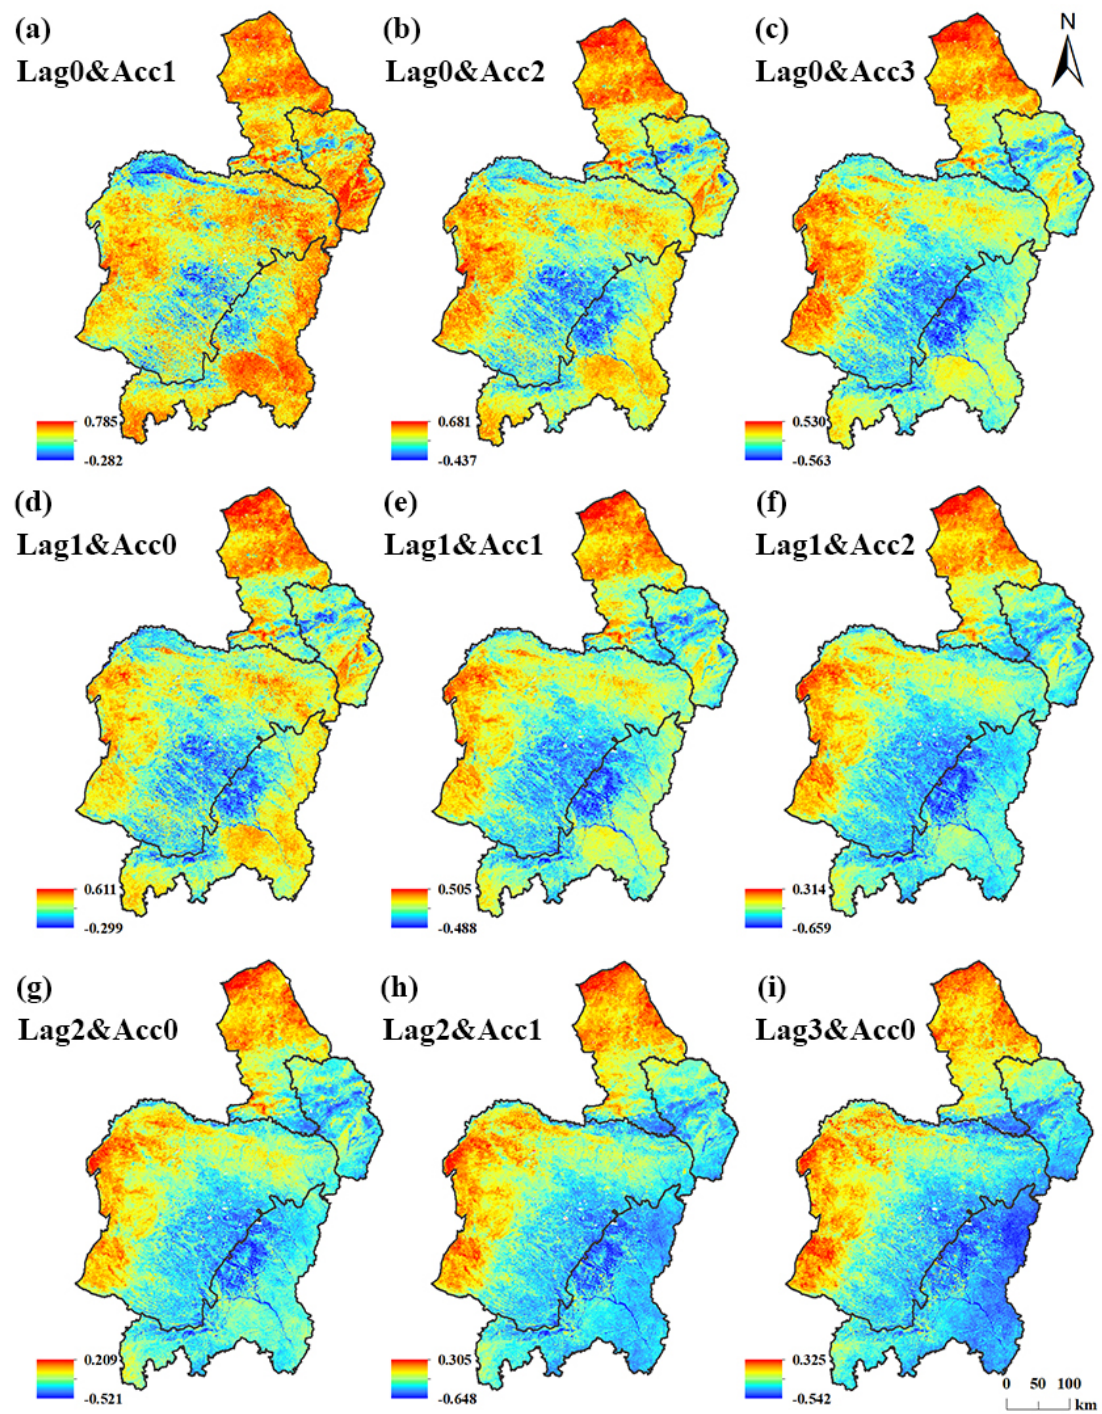 (a)
Lag0&Acc1
0.785
-0.282
(b)
Lag0&Acc2
0.681
-0.437
(c)
Lag0&Acc3
0.530
-0.563
N
(d)
Lag1&Acc0
0.611
-0.299
(e)
Lag1&Acc1
0.505
-0.488
(f)
Lag1&Acc2
0.314
-0.659
(g)
Lag2&Acc0
0.209
-0.521
(h)
Lag2&Acc1
0.305
-0.648
(i)
Lag3&Acc0
0.325
-0.542
0 50 100
km